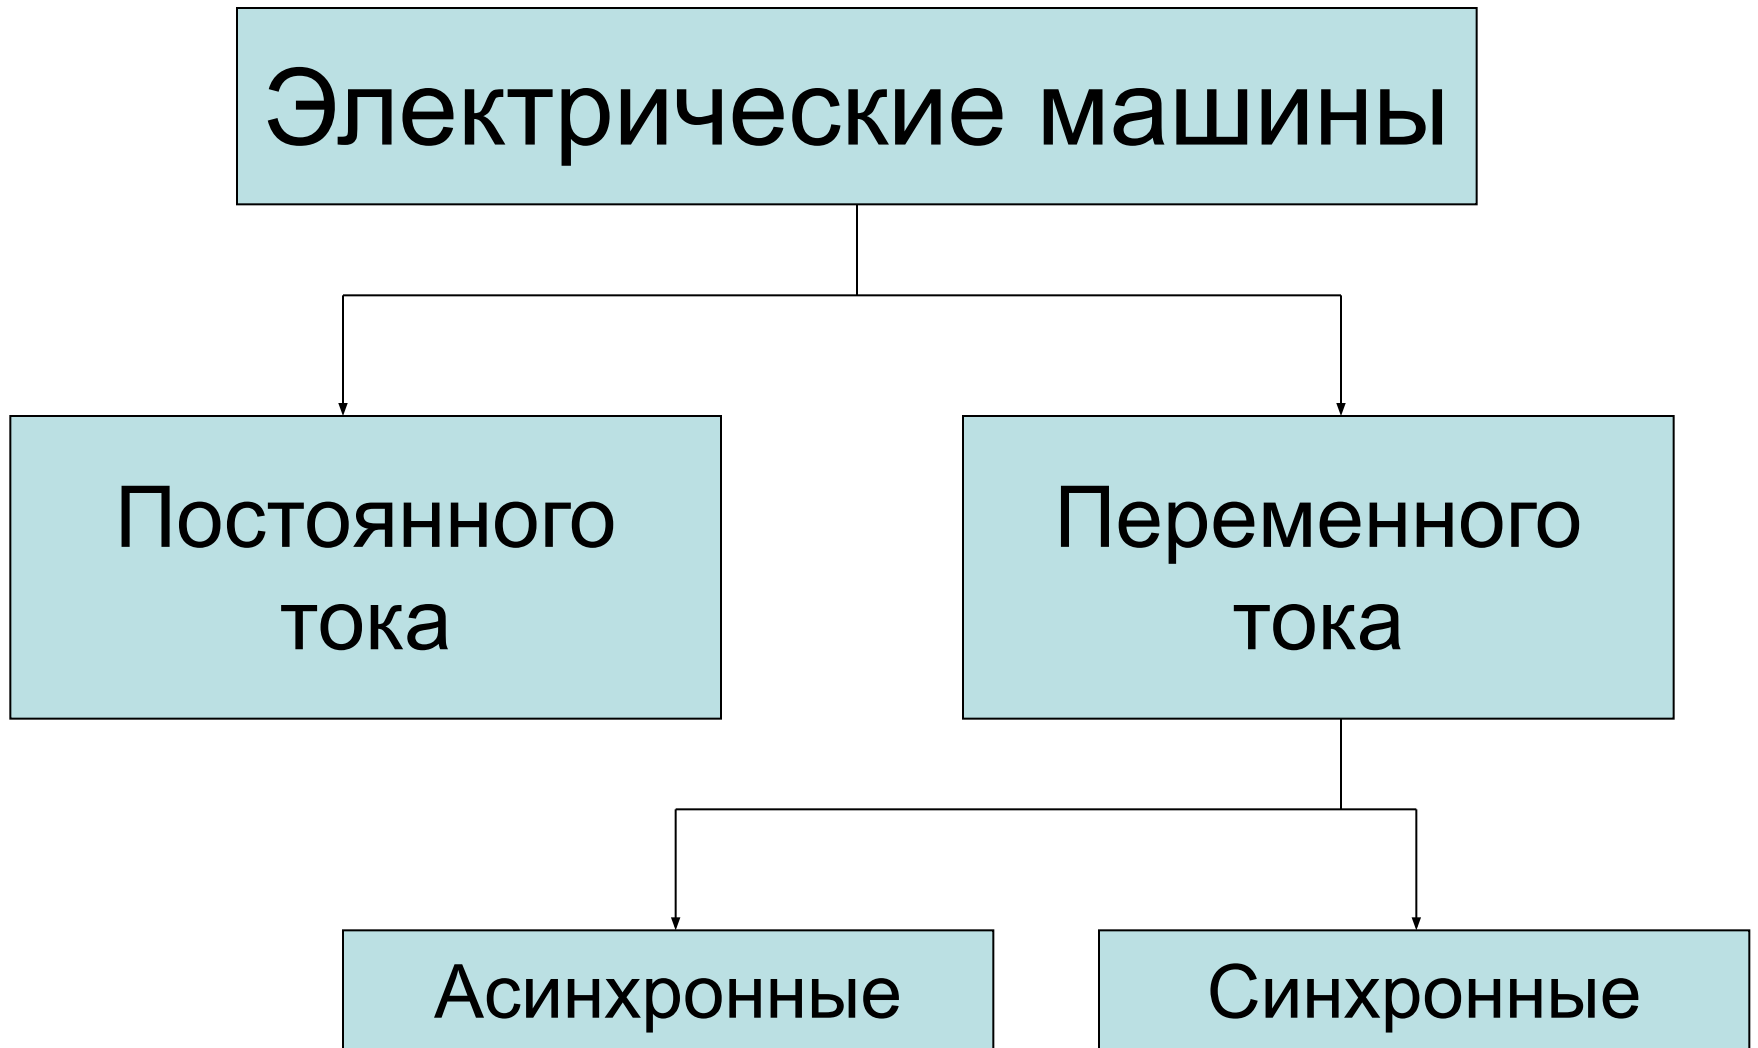 Электрические машины
Постоянного
тока
Переменного
тока
Асинхронные
Синхронные